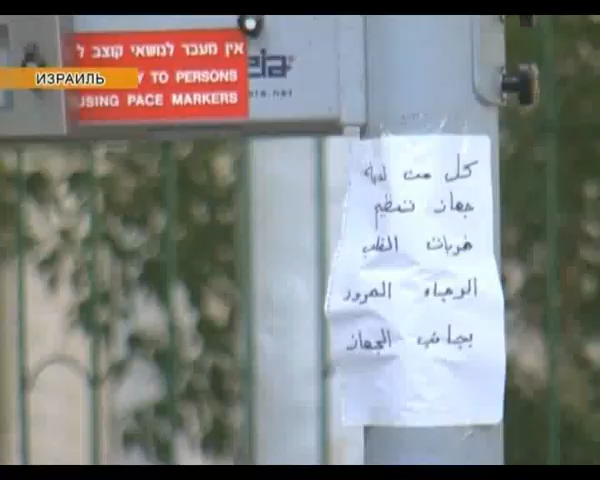 אין מעבר לנושאי קוצב ל
eia
ИЗРАИЛЬ
Y TO PERSONS
USING PACE MARKERS
كل من لديه
جهاز تنظيم
ضربات القلب
الرجاء المرور
بجانب الجهاز